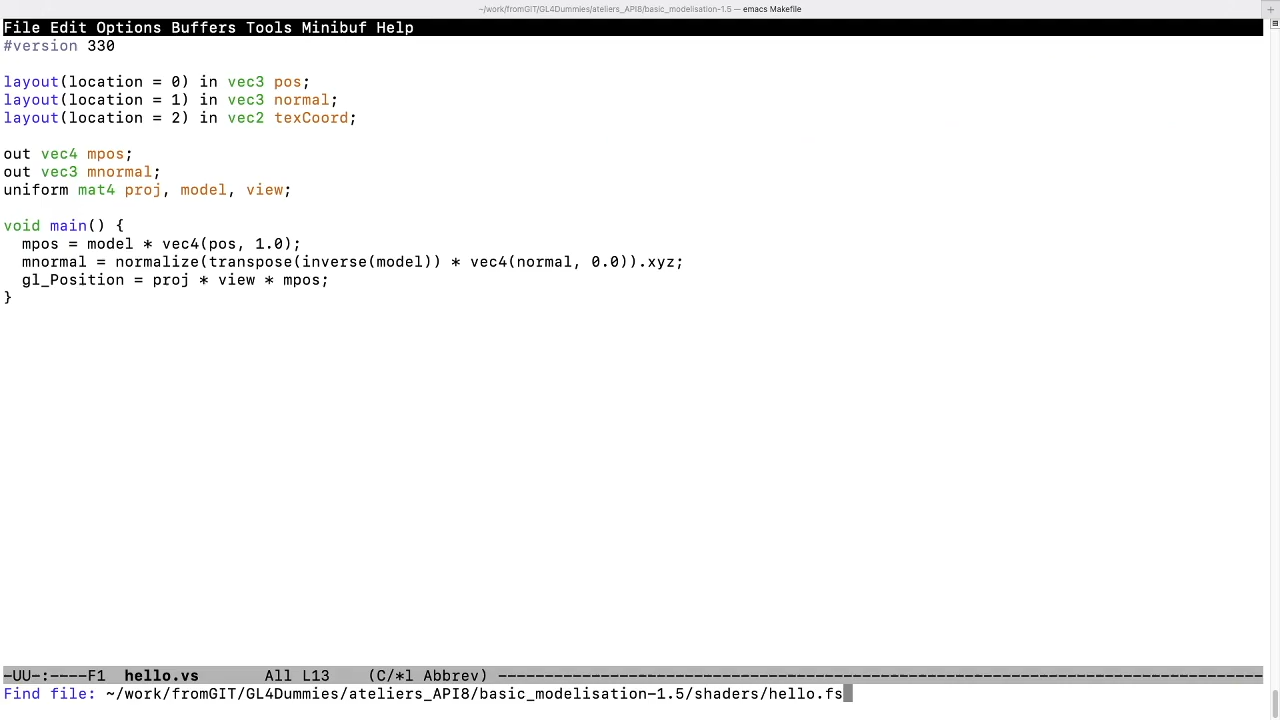 ~/work/fromGIT/GL4Dummies/ateliers_API8/basic_modelisation-1.5 — emacs Makefile
File Edit Options Buffers Tools Minibuf Help
#version 330
layout(location = 0) in vec3 pos;
layout(location = 1) in vec3 normal;
layout(location = 2) in vec2 texCoord;
out vec4 mpos;
out vec3 mnormal;
uniform mat4 proj, model, view;
void main() {
  mpos = model * vec4(pos, 1.0);
  mnormal = normalize(transpose(inverse(model)) * vec4(normal, 0.0)).xyz;
  gl_Position = proj * view * mpos;
}
-UU-:----F1  hello.vs       All L13    (C/*l Abbrev) ----------------------------------------------------------------------------------
Find file: ~/work/fromGIT/GL4Dummies/ateliers_API8/basic_modelisation-1.5/shaders/hello.fs